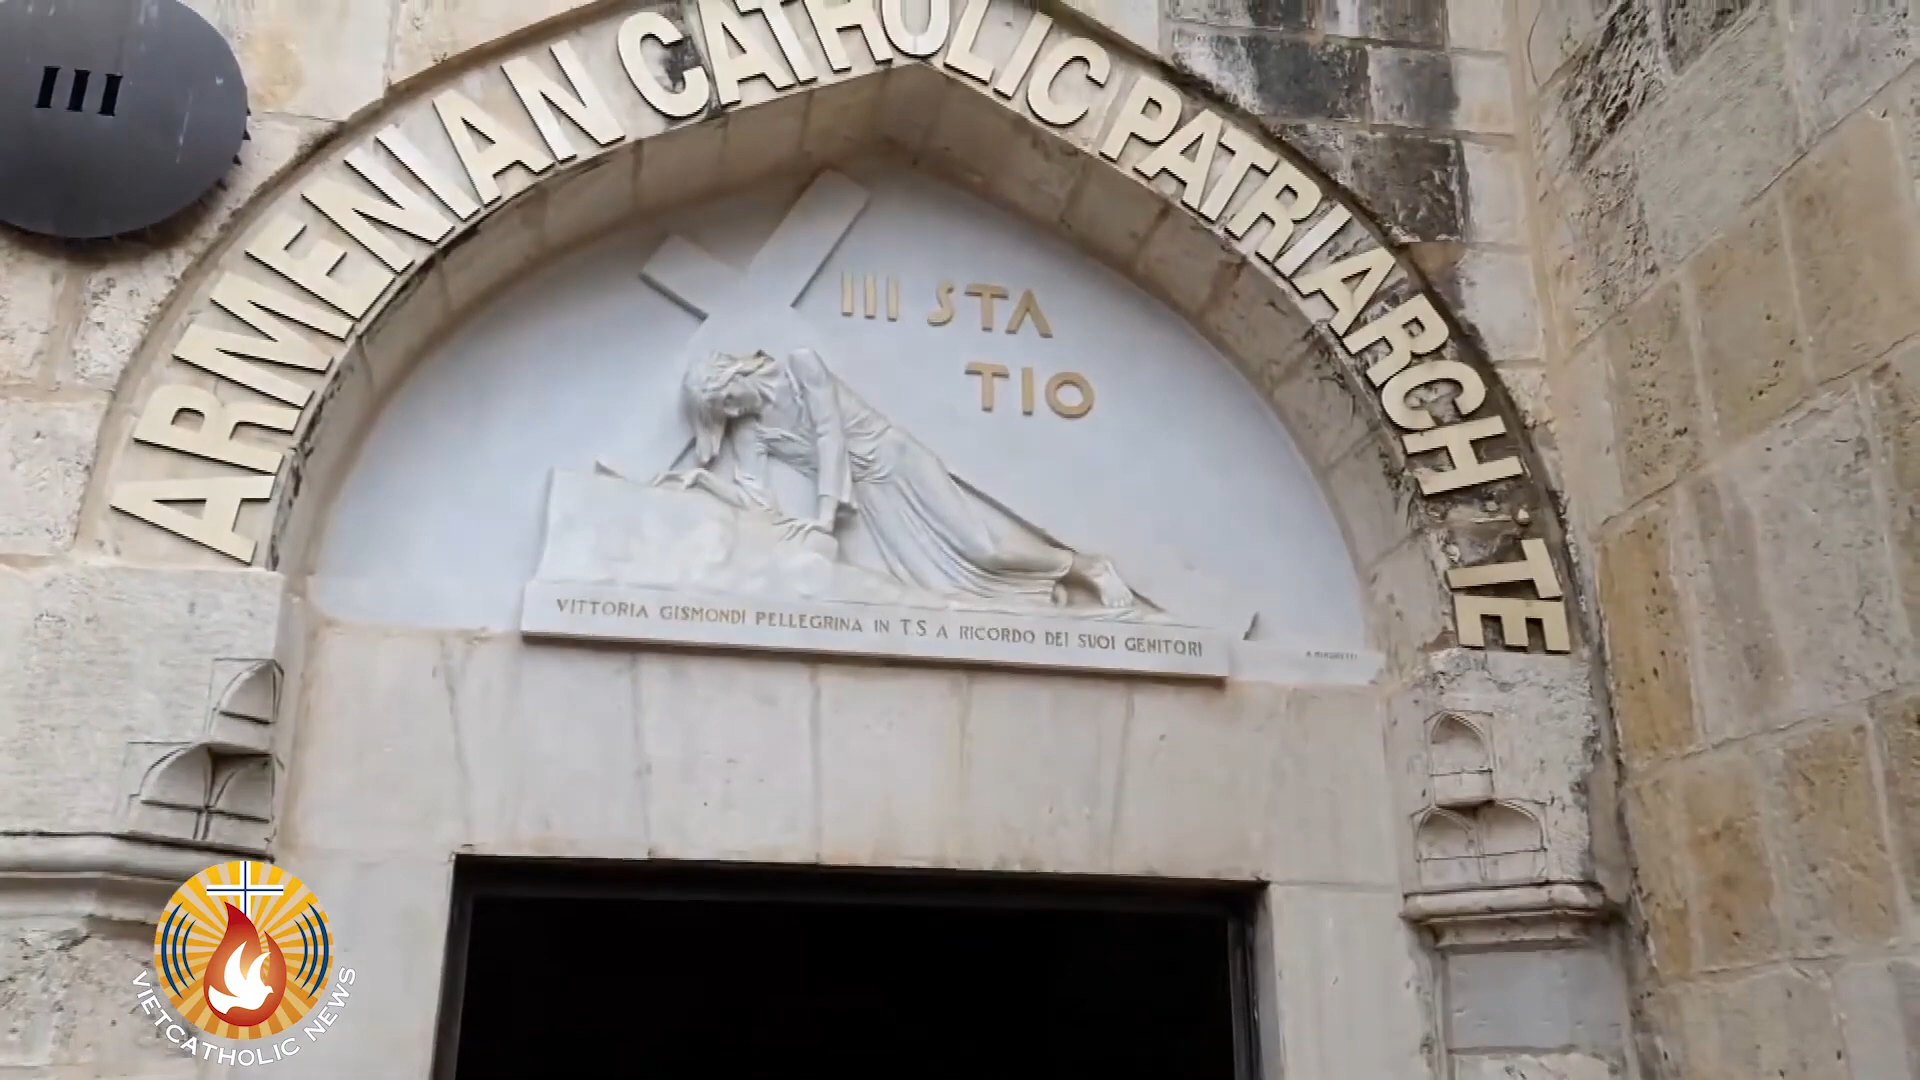 III
ARMENIAN CATHOLIC PATRIARCH TE
III STA
TIO
VITTORIA GISMONDI PELLEGRINA IN T.S A RICORDO DEI SUOI GENITORI
VIETCATHOLIC NEWS